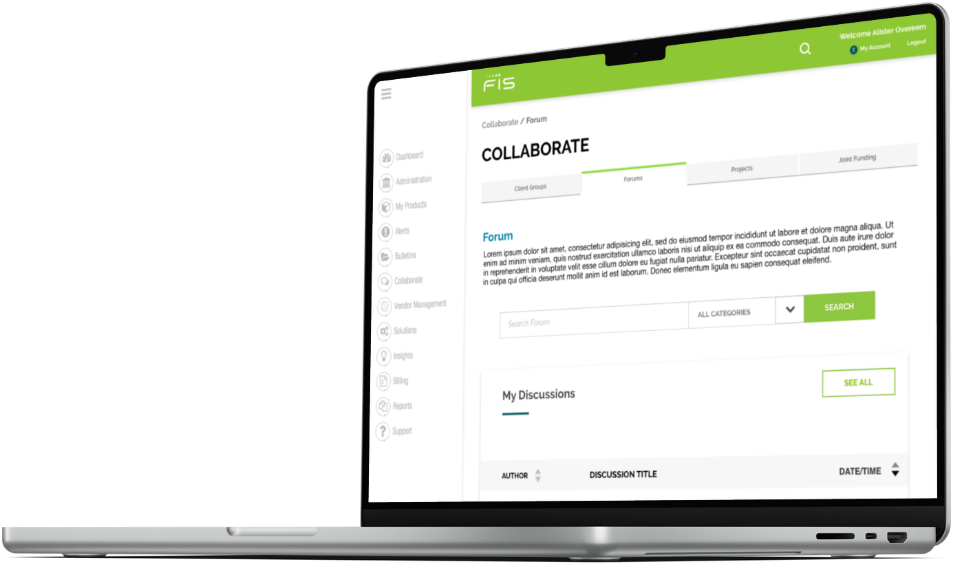 Welcome Alister Overeem
7 My Account Logout
FIS
Collaborate / Forum
COLLABORATE
Client Groups Forums Projects Joint Funding
Dashboard
Administration
My Products
Alerts
Bulletins
Collaborate
Vendor Management
Solutions
Insights
Billing
Reports
Support
Forum
Lorem ipsum dolor sit amet, consectetur adipisicing elit, sed do eiusmod tempor incididunt ut labore et dolore magna aliqua. Ut
enim ad minim veniam, quis nostrud exercitation ullamco laboris nisi ut aliquip ex ea commodo consequat. Duis aute irure dolor
in reprehenderit in voluptate velit esse cillum dolore eu fugiat nulla pariatur. Excepteur sint occaecat cupidatat non proident, sunt
in culpa qui officia deserunt mollit anim id est laborum. Donec elementum ligula eu sapien consequat eleifend.
Search Forum ALL CATEGORIES SEARCH
My Discussions SEE ALL
AUTHOR DISCUSSION TITLE DATE/TIME